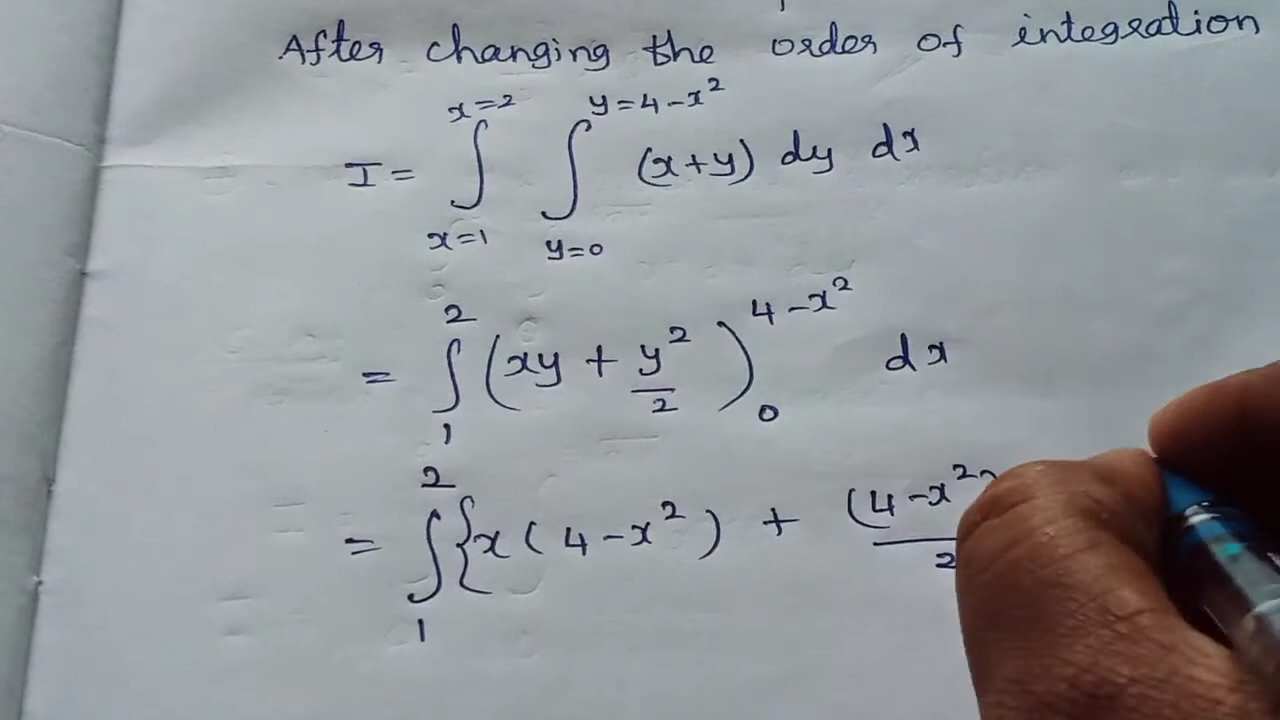 After changing the order of integration
x=2 y=4-x²
I= ∫ ∫ (x+y) dy dx
x=1 y=0
2 4-x²
= ∫ (xy + y²/2) dx
1 0
2
= ∫ {x(4-x²) + (4-x²)/2
1